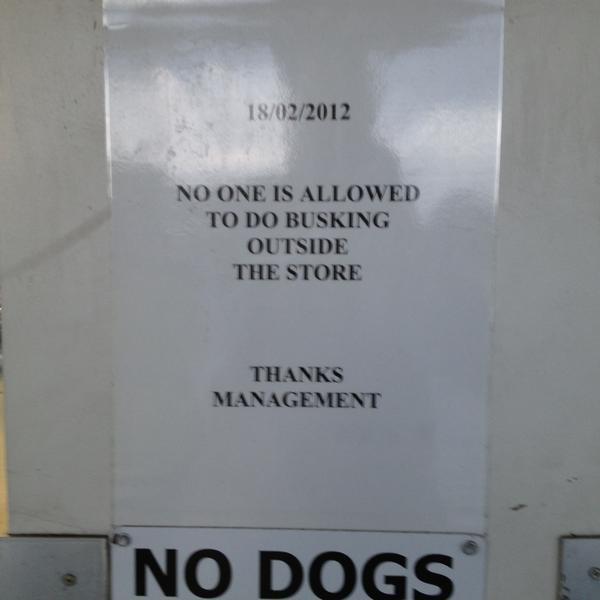 18/02/2012
NO ONE IS ALLOWED
TO DO BUSKING
OUTSIDE
THE STORE
THANKS
MANAGEMENT
NO DOGS